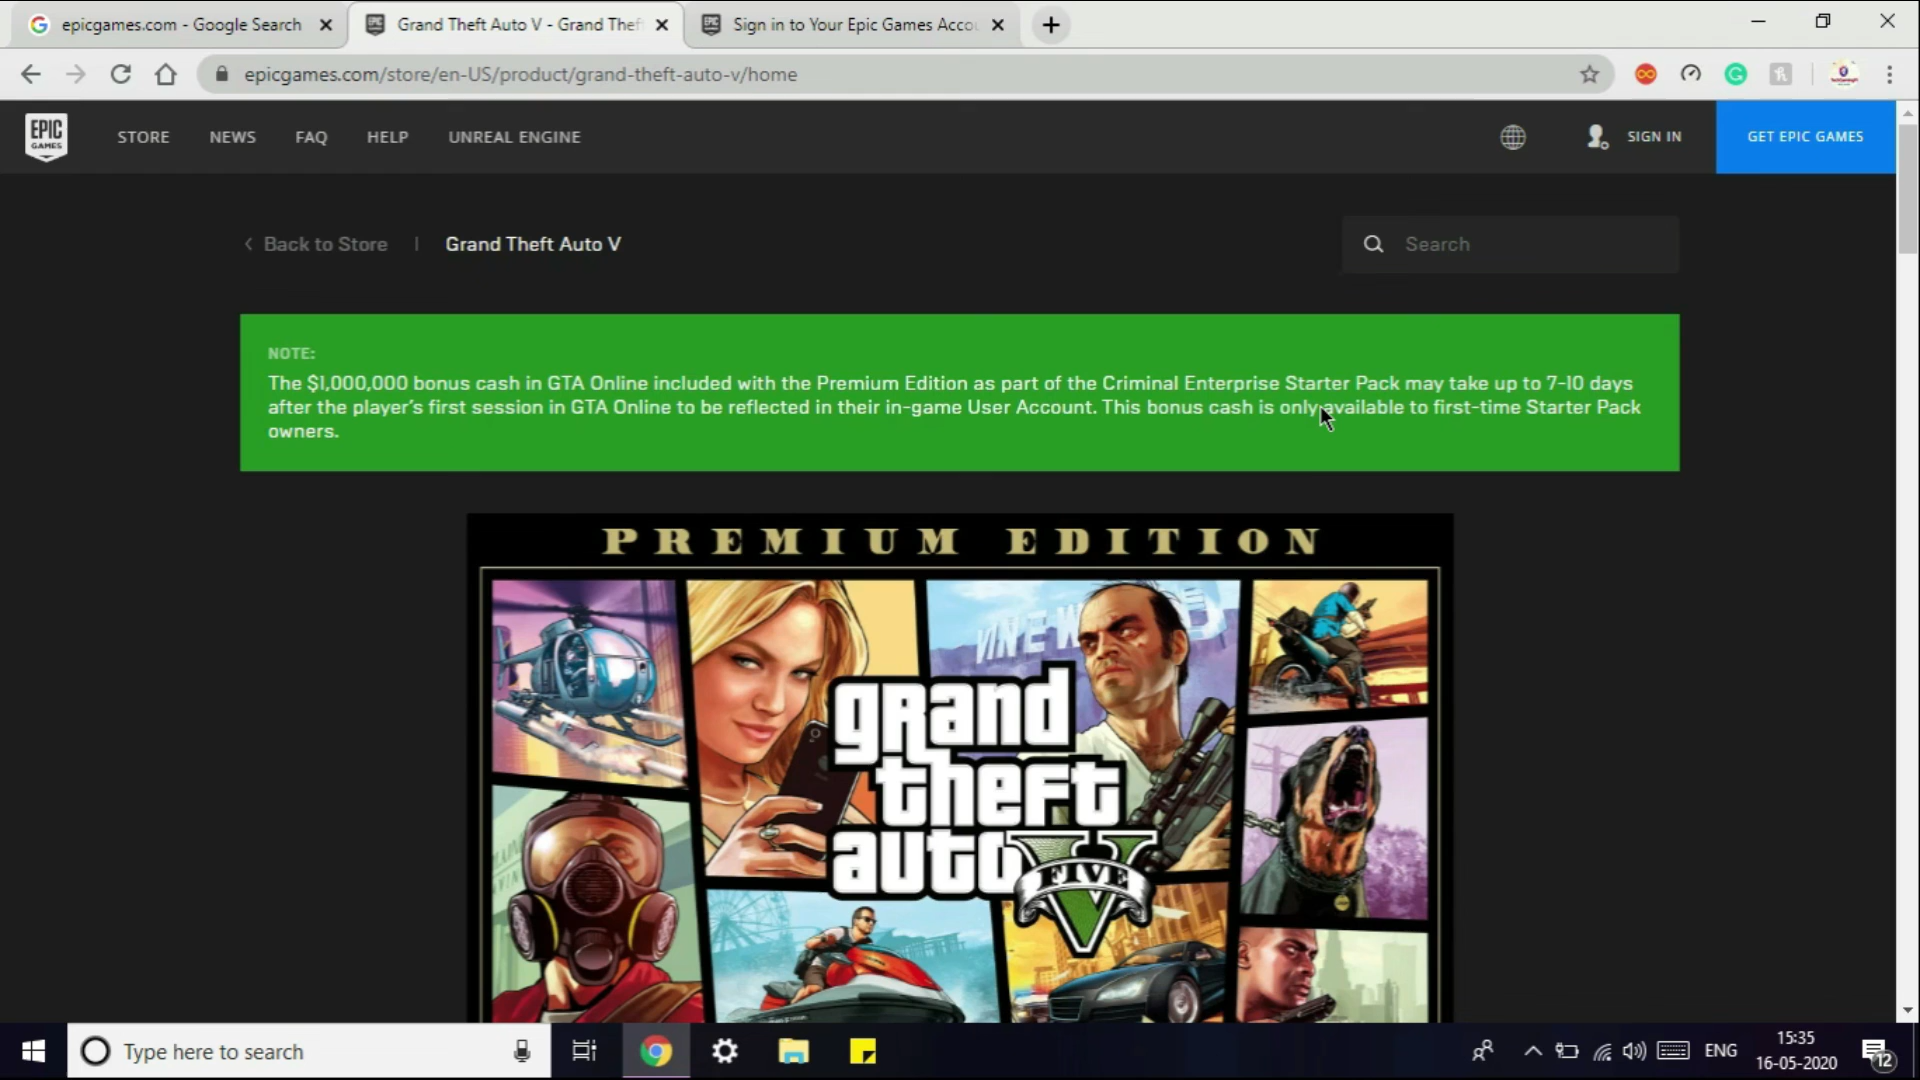 epicgames.com - Google Search
Grand Theft Auto V - Grand Thef
Sign in to Your Epic Games Acco
epicgames.com/store/en-US/product/grand-theft-auto-v/home
EPIC GAMES
STORE
NEWS
FAQ
HELP
UNREAL ENGINE
SIGN IN
GET EPIC GAMES
Back to Store
Grand Theft Auto V
Search
NOTE:
The $1,000,000 bonus cash in GTA Online included with the Premium Edition as part of the Criminal Enterprise Starter Pack may take up to 7-10 days
after the player's first session in GTA Online to be reflected in their in-game User Account. This bonus cash is only available to first-time Starter Pack
owners.
PREMIUM EDITION
VINEW
grand
theft
auto V
FIVE
Type here to search
ENG
15:35
16-05-2020
12